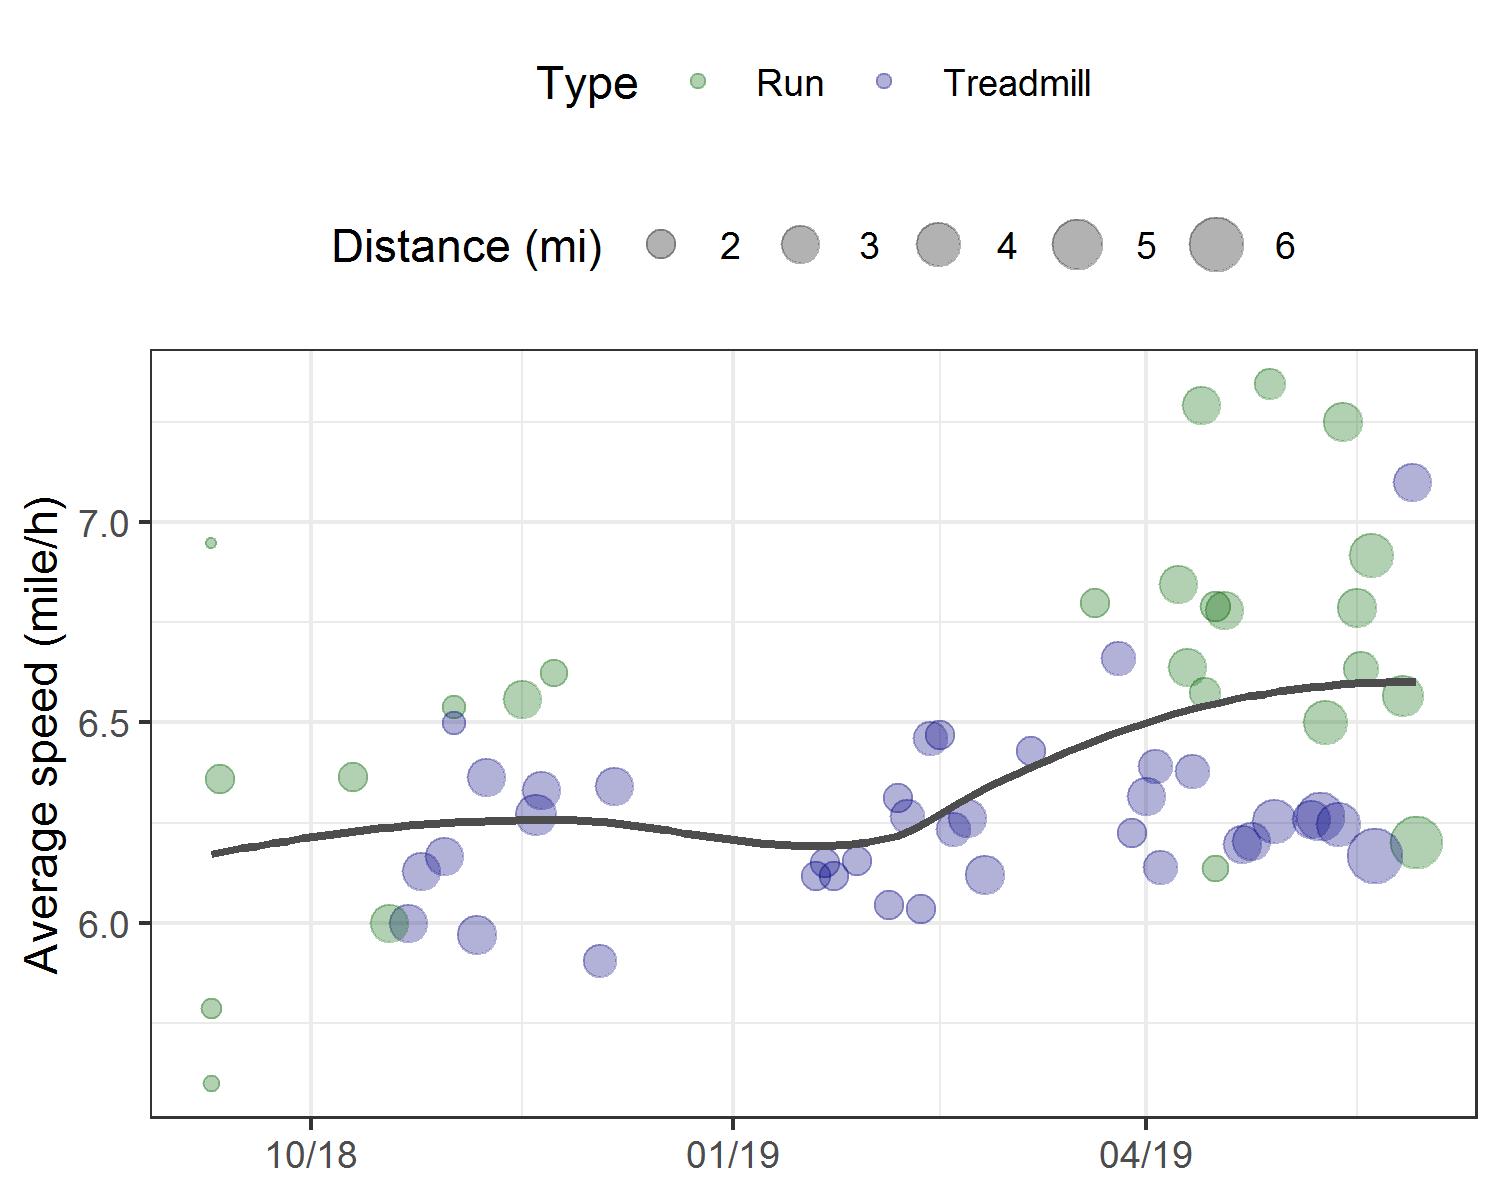 Type Run Treadmill
Distance (mi) 2 3 4 5 6
Average speed (mile/h)
7.0
6.5
6.0
10/18 01/19 04/19